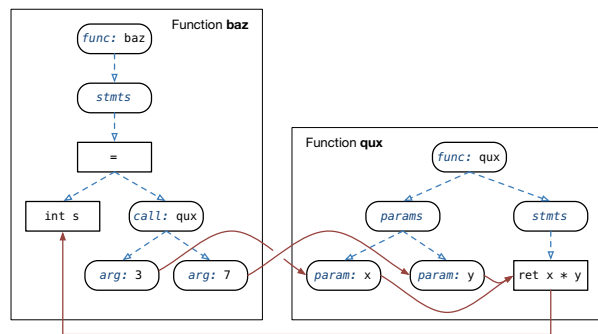 Function baz
func: baz
stmts
=
int s
call: qux
arg: 3
arg: 7
Function qux
func: qux
params
stmts
param: x
param: y
ret x * y